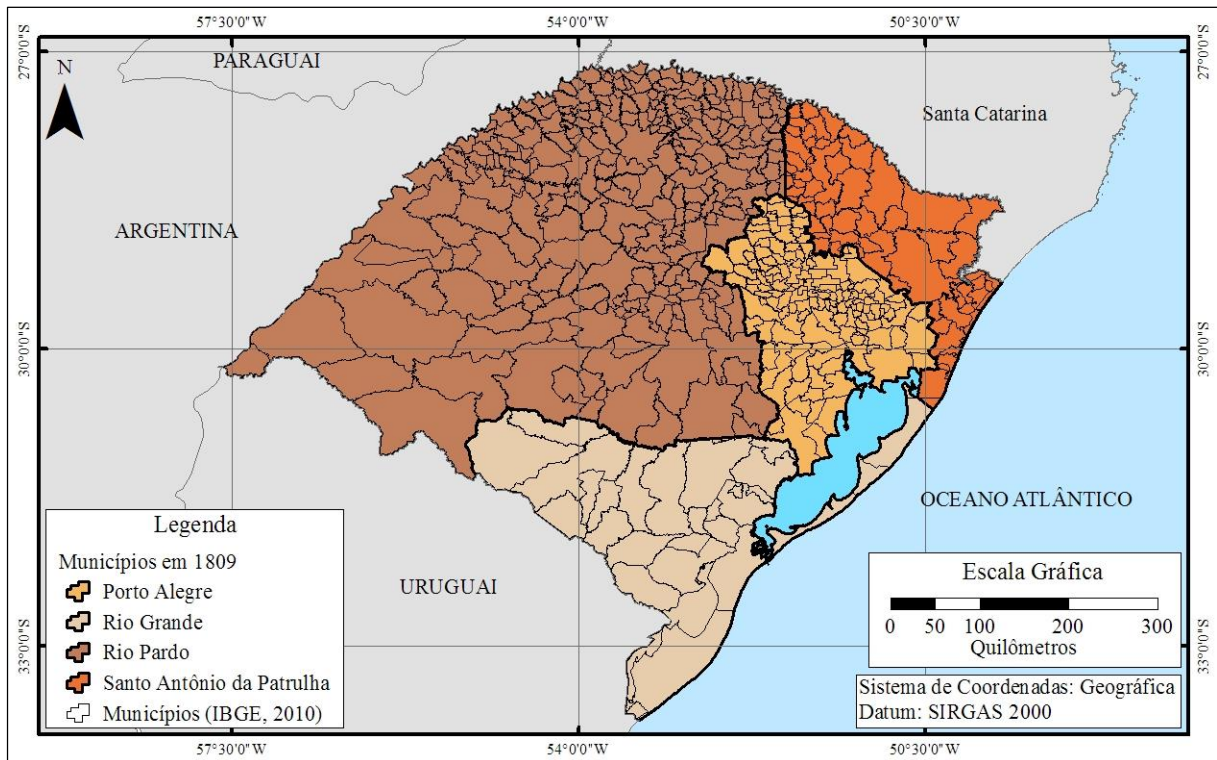 57°30'0"W
54°0'0"W
50°30'0"W
27°0'0"S
27°0'0"S
PARAGUAI
N
Santa Catarina
ARGENTINA
30°0'0"S
30°0'0"S
OCEANO ATLÂNTICO
URUGUAI
Legenda
Municípios em 1809
Porto Alegre
Rio Grande
Rio Pardo
Santo Antônio da Patrulha
Municípios (IBGE, 2010)
Escala Gráfica
0 50 100 200 300
Quilômetros
33°0'0"S
33°0'0"S
Sistema de Coordenadas: Geográfica
Datum: SIRGAS 2000
57°30'0"W
54°0'0"W
50°30'0"W